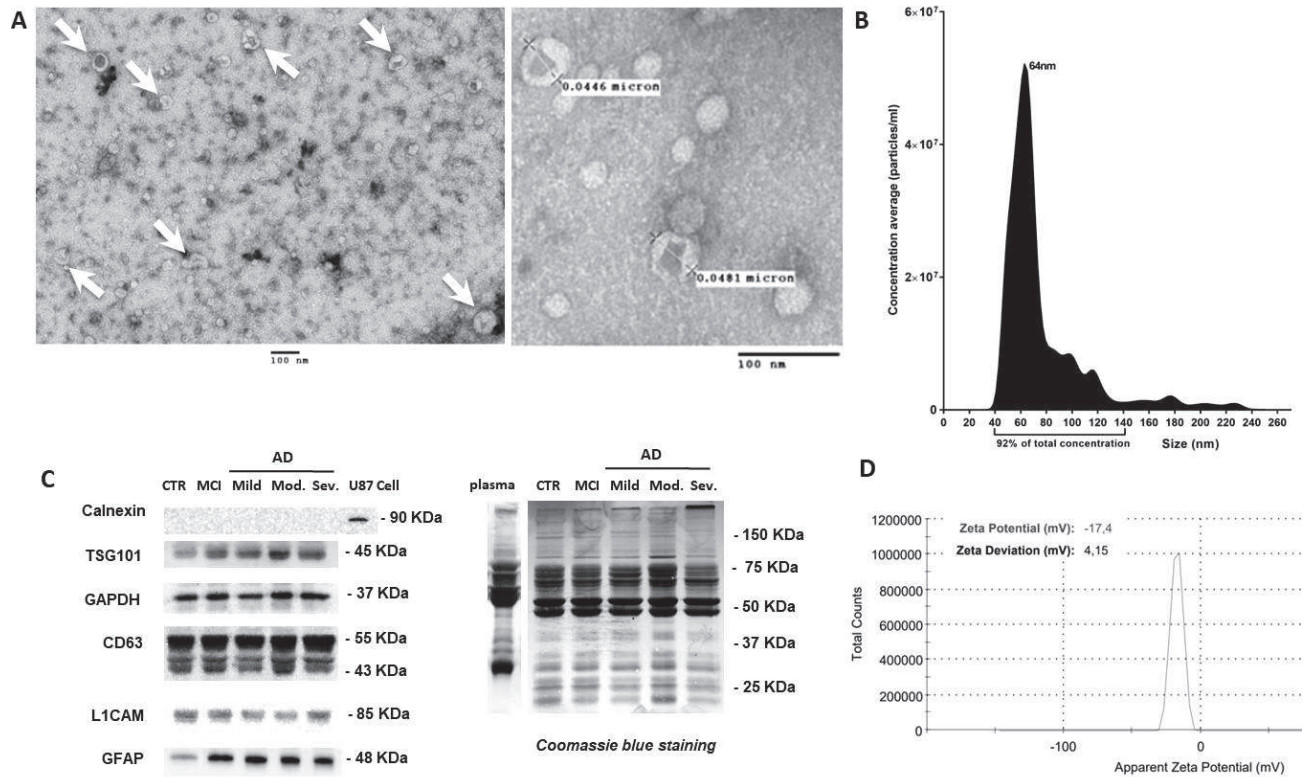 A
0.0446 micron
0.0481 micron
100 nm
100 nm
B
Concentration average (particles/ml)
6×10⁷
4×10⁷
2×10⁷
0
64nm
0 20 40 60 80 100 120 140 160 180 200 220 240 260
92% of total concentration
Size (nm)
C
AD
CTR MCI Mild Mod. Sev. U87 Cell
Calnexin - 90 KDa
TSG101 - 45 KDa
GAPDH - 37 KDa
CD63 - 55 KDa
- 43 KDa
L1CAM - 85 KDa
GFAP - 48 KDa
AD
plasma CTR MCI Mild Mod. Sev.
- 150 KDa
- 75 KDa
- 50 KDa
- 37 KDa
- 25 KDa
Coomassie blue staining
D
Zeta Potential (mV): -17,4
Zeta Deviation (mV): 4,15
Total Counts
1200000
1000000
800000
600000
400000
200000
0
-100 0
Apparent Zeta Potential (mV)